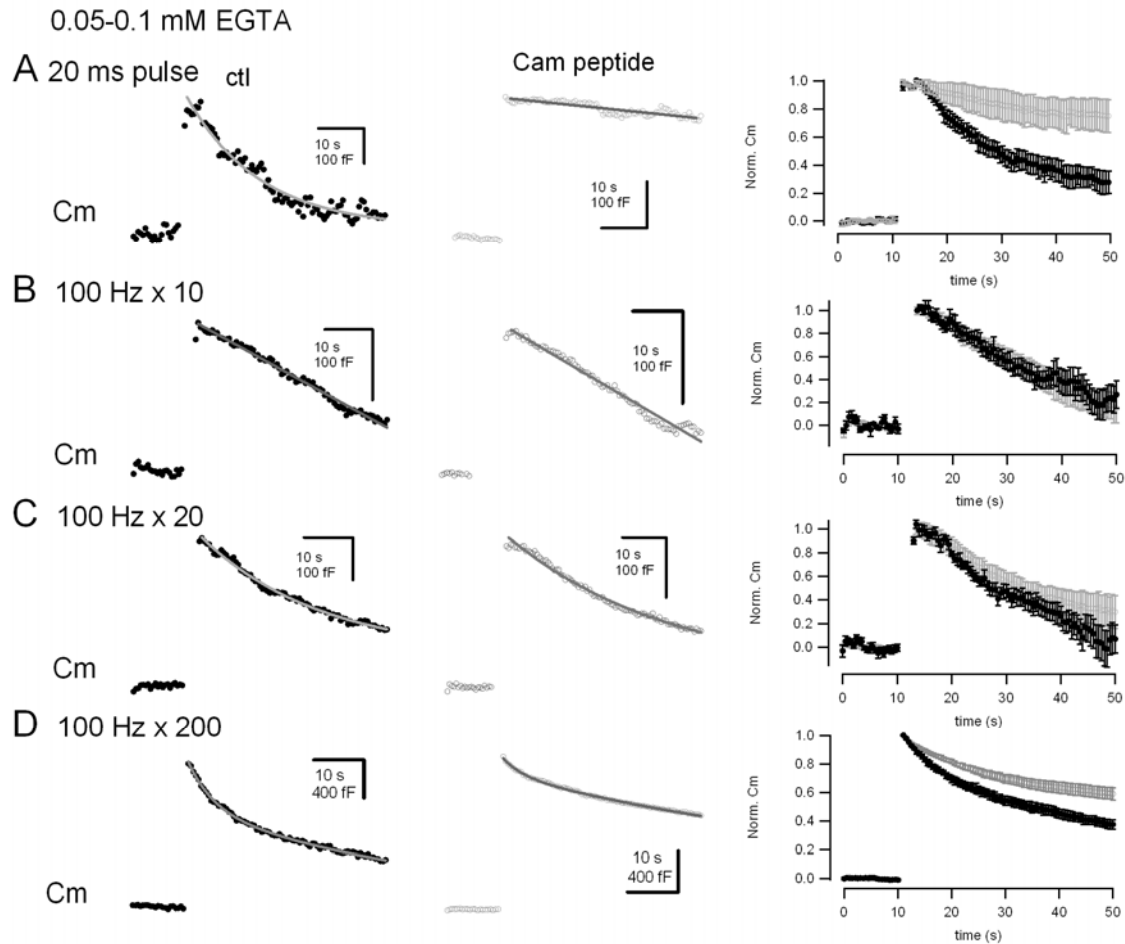 0.05-0.1 mM EGTA
A 20 ms pulse ctl
Cam peptide
10 s
100 fF
10 s
100 fF
Cm
Norm. Cm
1.0
0.8
0.6
0.4
0.2
0.0
0 10 20 30 40 50
time (s)
B 100 Hz x 10
10 s
100 fF
10 s
100 fF
Cm
Norm. Cm
1.0
0.8
0.6
0.4
0.2
0.0
0 10 20 30 40 50
time (s)
C 100 Hz x 20
10 s
100 fF
10 s
100 fF
Cm
Norm. Cm
1.0
0.8
0.6
0.4
0.2
0.0
0 10 20 30 40 50
time (s)
D 100 Hz x 200
10 s
400 fF
10 s
400 fF
Cm
Norm. Cm
1.0
0.8
0.6
0.4
0.2
0.0
0 10 20 30 40 50
time (s)